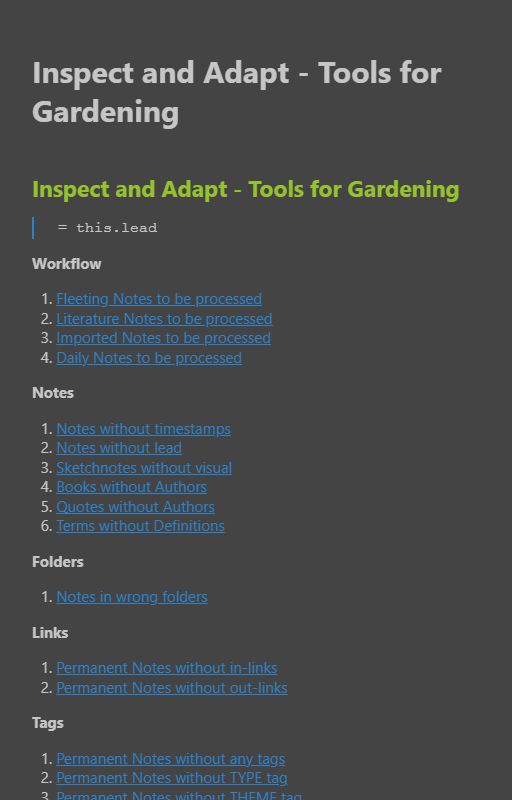 Inspect and Adapt - Tools for
Gardening
Inspect and Adapt - Tools for Gardening
= this.lead
Workflow
1. Fleeting Notes to be processed
2. Literature Notes to be processed
3. Imported Notes to be processed
4. Daily Notes to be processed
Notes
1. Notes without timestamps
2. Notes without lead
3. Sketchnotes without visual
4. Books without Authors
5. Quotes without Authors
6. Terms without Definitions
Folders
1. Notes in wrong folders
Links
1. Permanent Notes without in-links
2. Permanent Notes without out-links
Tags
1. Permanent Notes without any tags
2. Permanent Notes without TYPE tag
3. Permanent Notes without THEME tag